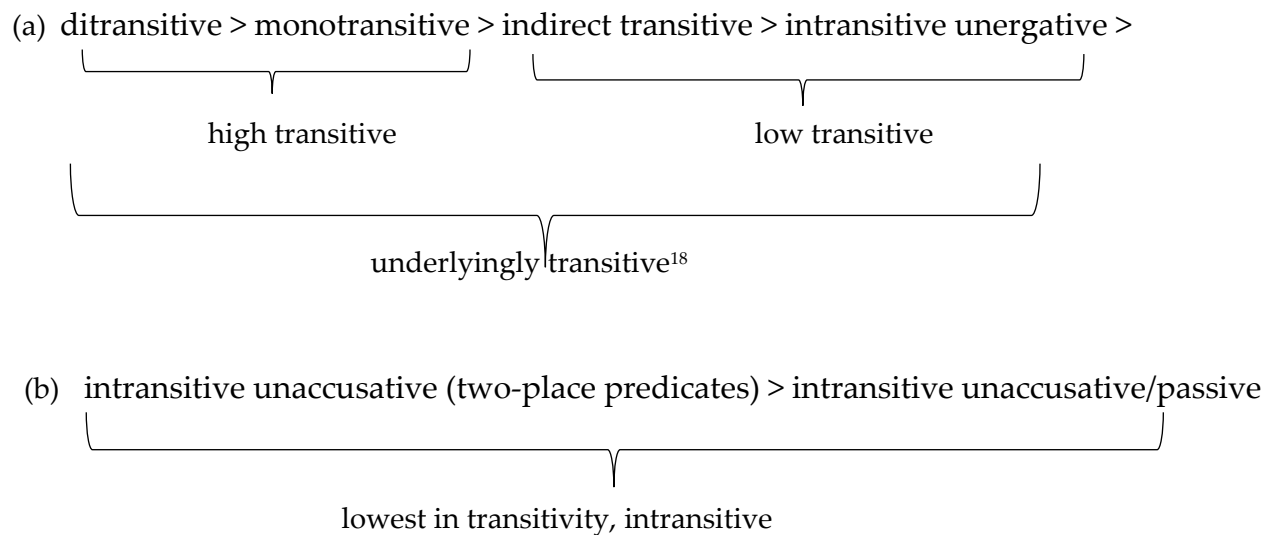 (a) ditransitive > monotransitive > indirect transitive > intransitive unergative >
high transitive low transitive
underlyingly transitive18
(b) intransitive unaccusative (two-place predicates) > intransitive unaccusative/passive
lowest in transitivity, intransitive